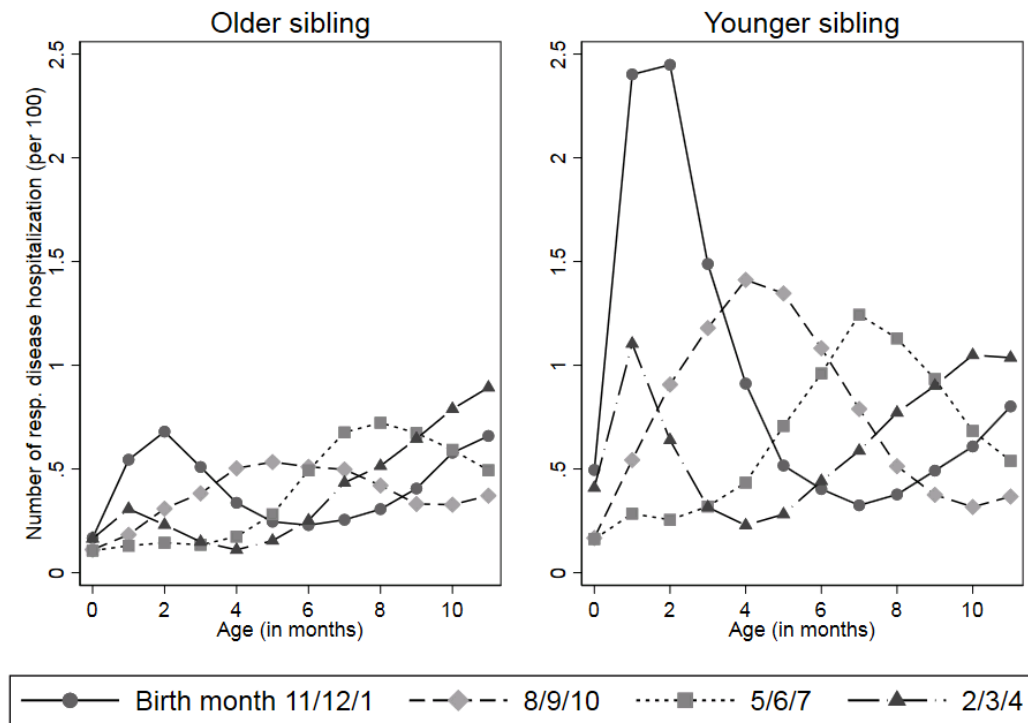 Older sibling
Younger sibling
Number of resp. disease hospitalization (per 100)
2.5
2
1.5
1
.5
0
0 2 4 6 8 10
Age (in months)
2.5
2
1.5
1
.5
0
0 2 4 6 8 10
Age (in months)
Birth month 11/12/1 8/9/10 5/6/7 2/3/4